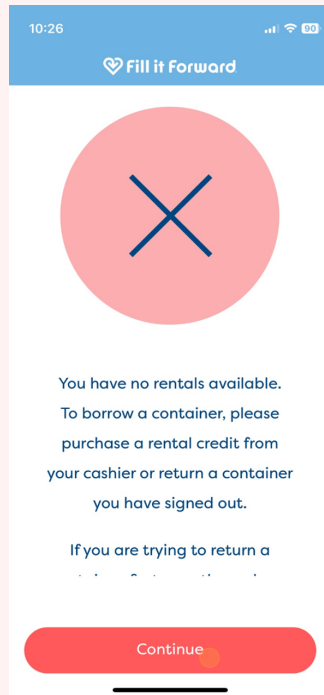 10:26
90
Fill it Forward
You have no rentals available.
To borrow a container, please
purchase a rental credit from
your cashier or return a container
you have signed out.
If you are trying to return a
Continue